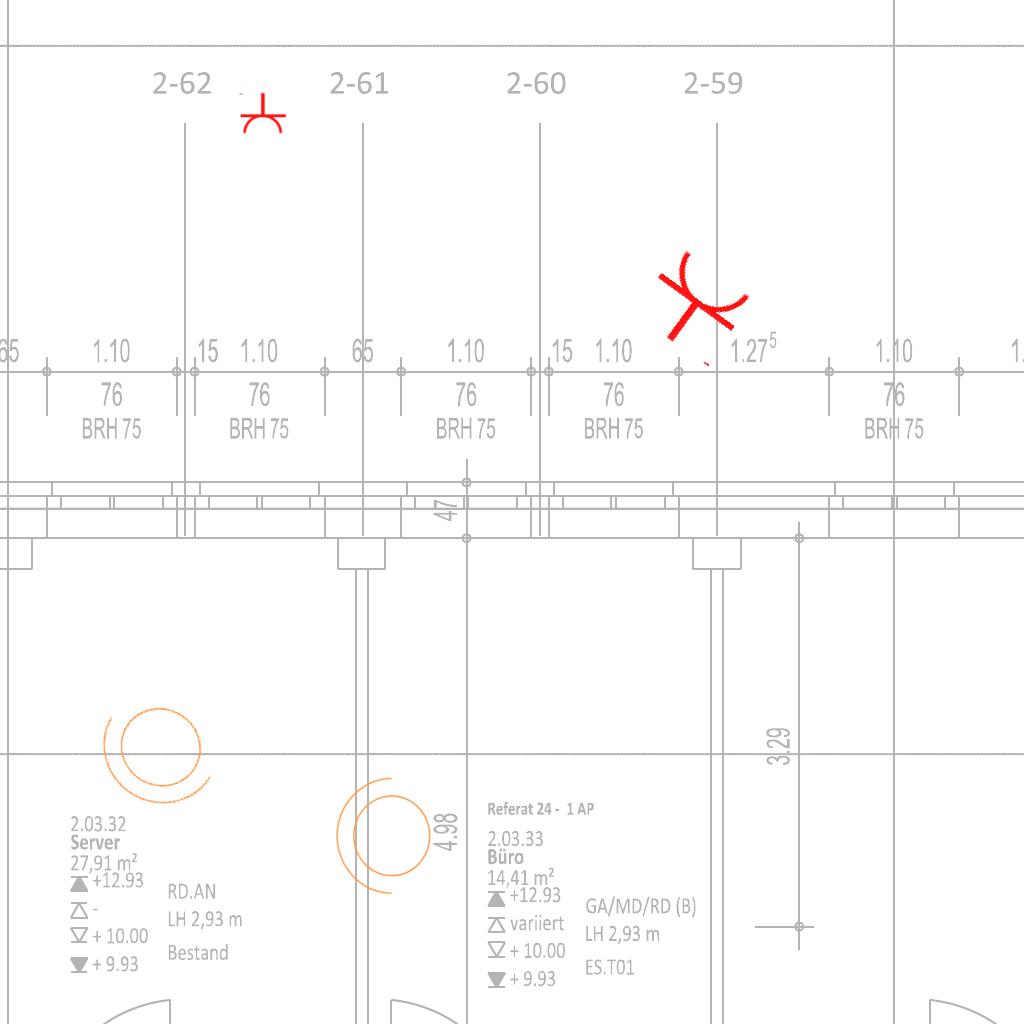 2-62 2-61 2-60 2-59
65 1.10 15 1.10 65 1.10 15 1.10 1.27⁵ 1.10 1.
76 76 76 76 76
BRH 75 BRH 75 BRH 75 BRH 75 BRH 75
47
3.29
4.98
2.03.32
Server
27,91 m²
+12.93
-
+ 10.00
+ 9.93
RD.AN
LH 2,93 m
Bestand
Referat 24 - 1 AP
2.03.33
Büro
14,41 m²
+12.93
variiert
+ 10.00
+ 9.93
GA/MD/RD (B)
LH 2,93 m
ES.T01